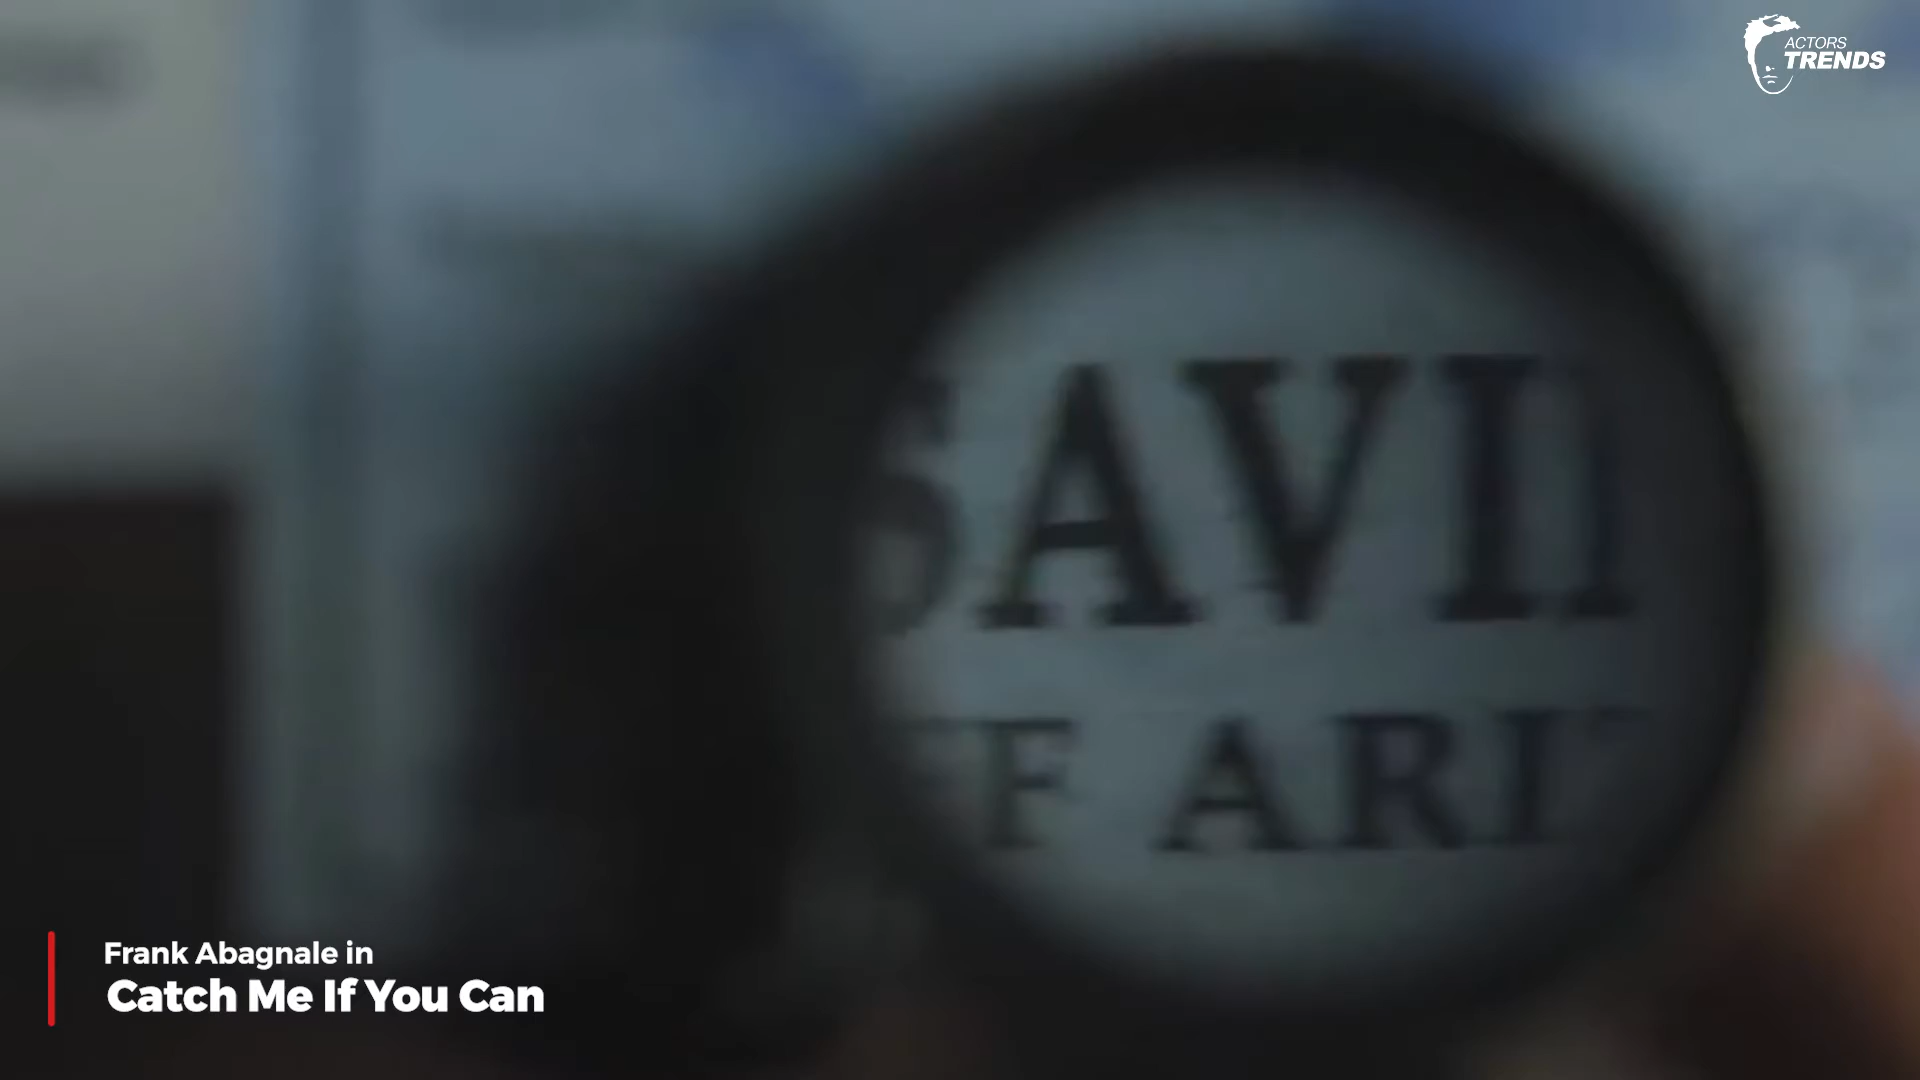 ACTORS
TRENDS
SAVI
F ARI
Frank Abagnale in
Catch Me If You Can